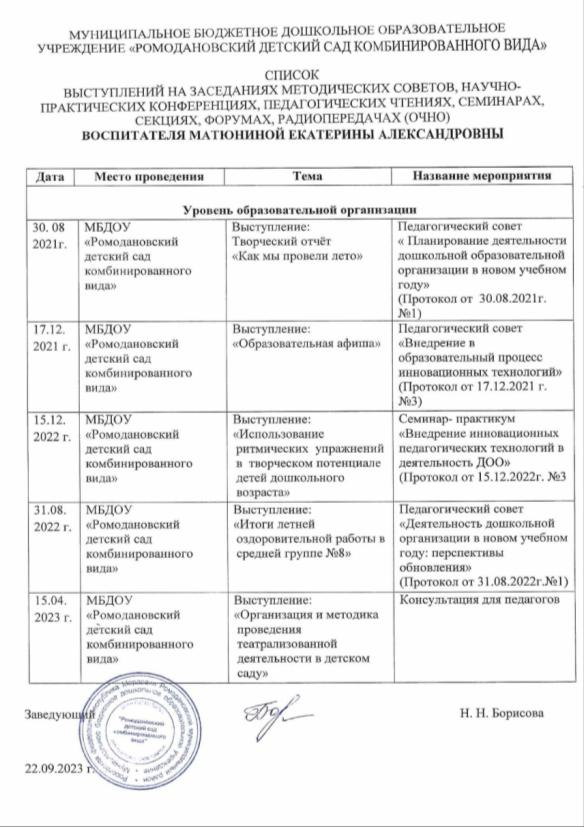 МУНИЦИПАЛЬНОЕ БЮДЖЕТНОЕ ДОШКОЛЬНОЕ ОБРАЗОВАТЕЛЬНОЕ
УЧРЕЖДЕНИЕ «РОМОДАНОВСКИЙ ДЕТСКИЙ САД КОМБИНИРОВАННОГО ВИДА»
СПИСОК
ВЫСТУПЛЕНИЙ НА ЗАСЕДАНИЯХ МЕТОДИЧЕСКИХ СОВЕТОВ, НАУЧНО-
ПРАКТИЧЕСКИХ КОНФЕРЕНЦИЯХ, ПЕДАГОГИЧЕСКИХ ЧТЕНИЯХ, СЕМИНАРАХ,
СЕКЦИЯХ, ФОРУМАХ, РАДИОПЕРЕДАЧАХ (ОЧНО)
ВОСПИТАТЕЛЯ МАТЮНИНОЙ ЕКАТЕРИНЫ АЛЕКСАНДРОВНЫ
Дата Место проведения Тема Название мероприятия
Уровень образовательной организации
30. 08
2021г.
МБДОУ
«Ромодановский
детский сад
комбинированного
вида»
Выступление:
Творческий отчёт
«Как мы провели лето»
Педагогический совет
« Планирование деятельности
дошкольной образовательной
организации в новом учебном
году»
(Протокол от 30.08.2021г.
№1)
17.12.
2021 г.
МБДОУ
«Ромодановский
детский сад
комбинированного
вида»
Выступление:
«Образовательная афиша»
Педагогический совет
«Внедрение в
образовательный процесс
инновационных технологий»
(Протокол от 17.12.2021 г.
№3)
15.12.
2022 г.
МБДОУ
«Ромодановский
детский сад
комбинированного
вида»
Выступление:
«Использование
ритмических упражнений
в творческом потенциале
детей дошкольного
возраста»
Семинар- практикум
«Внедрение инновационных
педагогических технологий в
деятельность ДОО»
(Протокол от 15.12.2022г. №3
31.08.
2022 г.
МБДОУ
«Ромодановский
детский сад
комбинированного
вида»
Выступление:
«Итоги летней
оздоровительной работы в
средней группе №8»
Педагогический совет
«Деятельность дошкольной
организации в новом учебном
году: перспективы
обновления»
(Протокол от 31.08.2022г.№1)
15.04.
2023 г.
МБДОУ
«Ромодановский
детский сад
комбинированного
вида»
Выступление:
«Организация и методика
проведения
театрализованной
деятельности в детском
саду»
Консультация для педагогов
Заведующий Н. Н. Борисова
"Ромодановский
детский сад
комбинированного
вида"
22.09.2023 г.